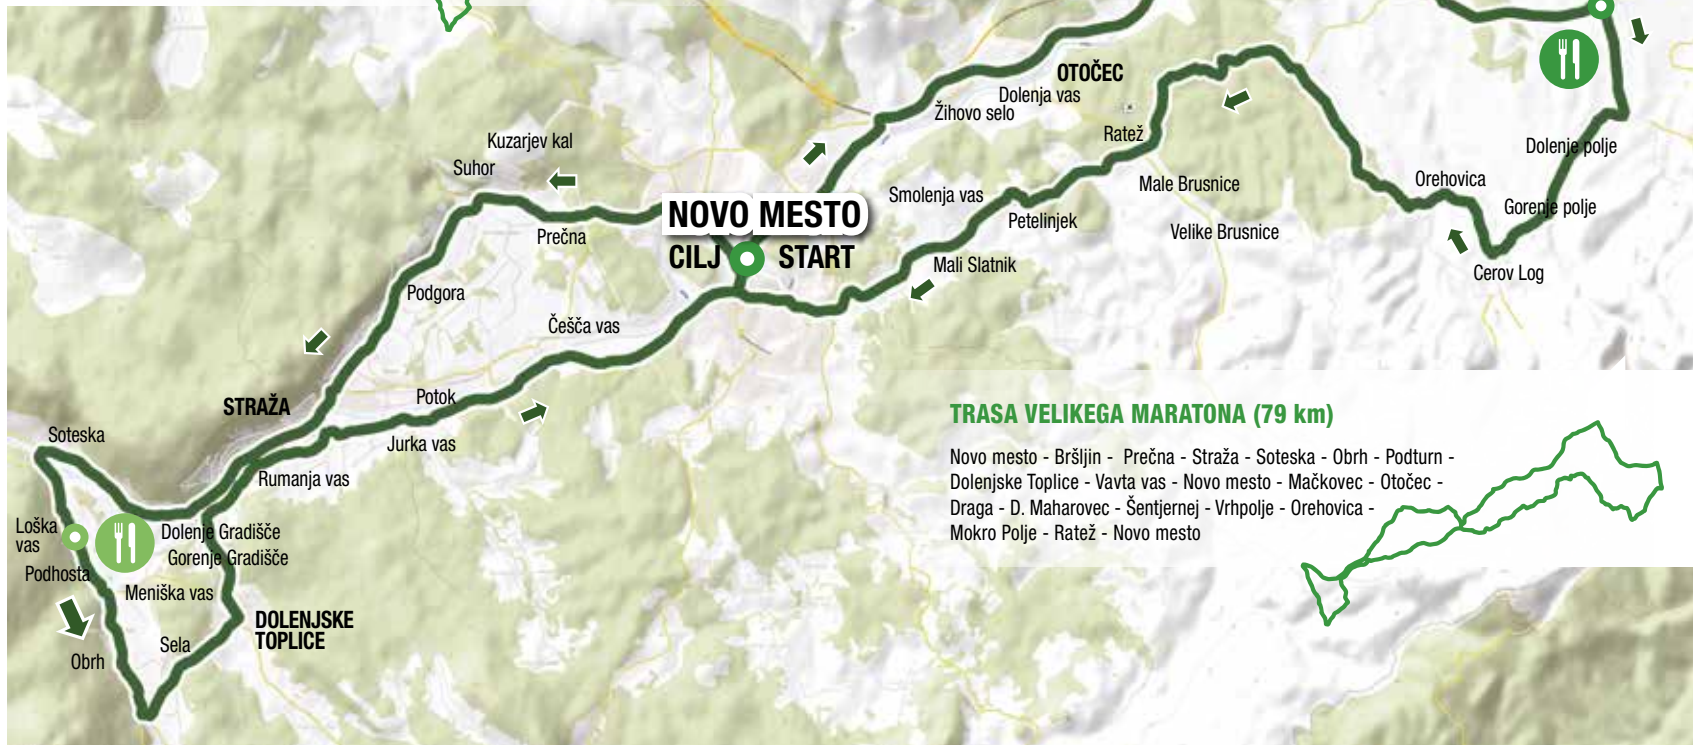 OTOČEC
Dolenja vas
Žihovo selo
Ratež
Kuzarjev kal
Suhor
Dolenje polje
Orehovica
Male Brusnice
Smolenja vas
Gorenje polje
NOVO MESTO
Petelinjek
Velike Brusnice
Prečna
CILJ START
Mali Slatnik
Cerov Log
Podgora
Češča vas
Potok
STRAŽA
Jurka vas
Soteska
Rumanja vas
Loška
vas
Dolenje Gradišče
Gorenje Gradišče
Podhosta
Meniška vas
DOLENJSKE
TOPLICE
Sela
Obrh
TRASA VELIKEGA MARATONA (79 km)
Novo mesto - Bršljin - Prečna - Straža - Soteska - Obrh - Podturn -
Dolenjske Toplice - Vavta vas - Novo mesto - Mačkovec - Otočec -
Draga - D. Maharovec - Šentjernej - Vrhpolje - Orehovica -
Mokro Polje - Ratež - Novo mesto